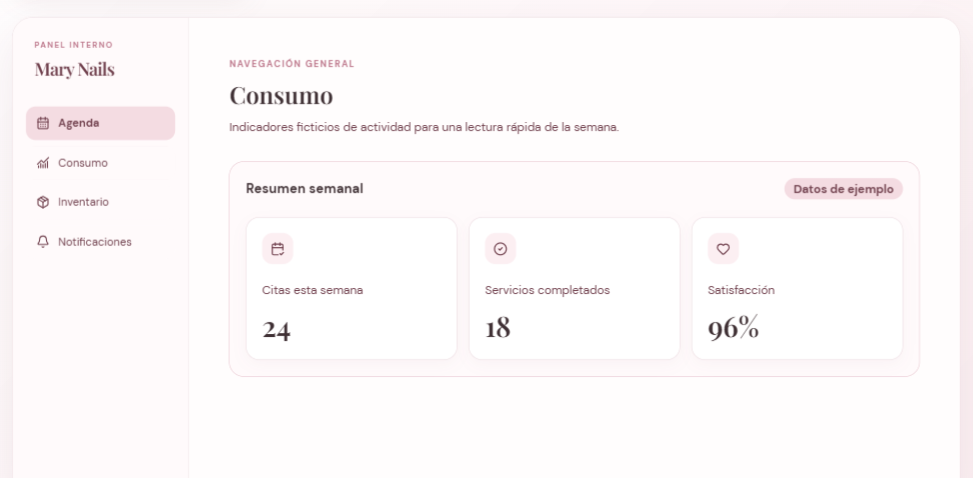 PANEL INTERNO
Mary Nails
Agenda
Consumo
Inventario
Notificaciones
NAVEGACIÓN GENERAL
Consumo
Indicadores ficticios de actividad para una lectura rápida de la semana.
Resumen semanal
Datos de ejemplo
Citas esta semana
24
Servicios completados
18
Satisfacción
96%